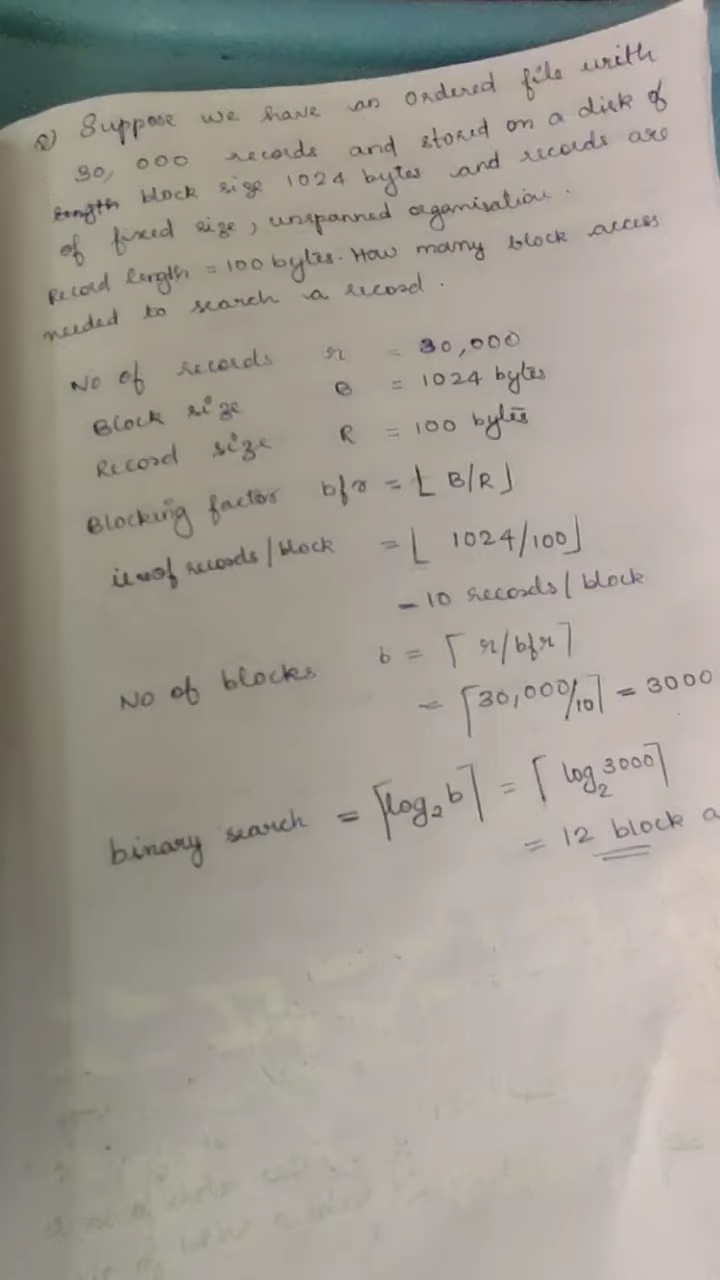 Q) Suppose we have an ordered file with
30,000 records and stored on a disk of
block size 1024 bytes and records are
of fixed size, unspanned organisation.
Record length = 100 bytes. How many block access
needed to search a record.
No of records r = 30,000
Block size B = 1024 bytes
Record size R = 100 bytes
Blocking factor bfr = ⌊ B/R ⌋
ie no of records/block = ⌊ 1024/100 ⌋
= 10 records/block
No of blocks b = ⌈ r/bfr ⌉
= ⌈ 30,000/10 ⌉ = 3000
binary search = ⌈log₂b⌉ = ⌈ log₂3000 ⌉
= 12 block a